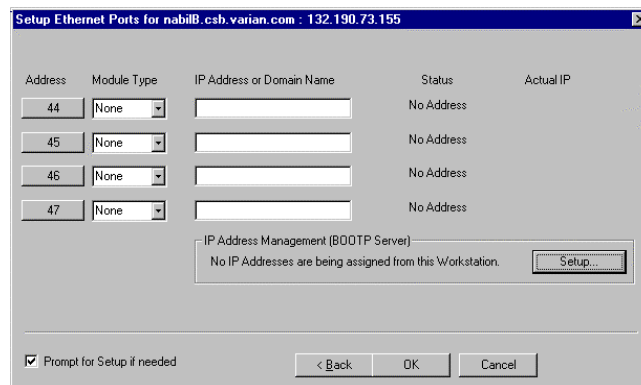 Setup Ethernet Ports for nabilB.csb.varian.com : 132.190.73.155
Address Module Type IP Address or Domain Name Status Actual IP
44 None No Address
45 None No Address
46 None No Address
47 None No Address
IP Address Management (BOOTP Server)
No IP Addresses are being assigned from this Workstation. Setup...
Prompt for Setup if needed < Back OK Cancel